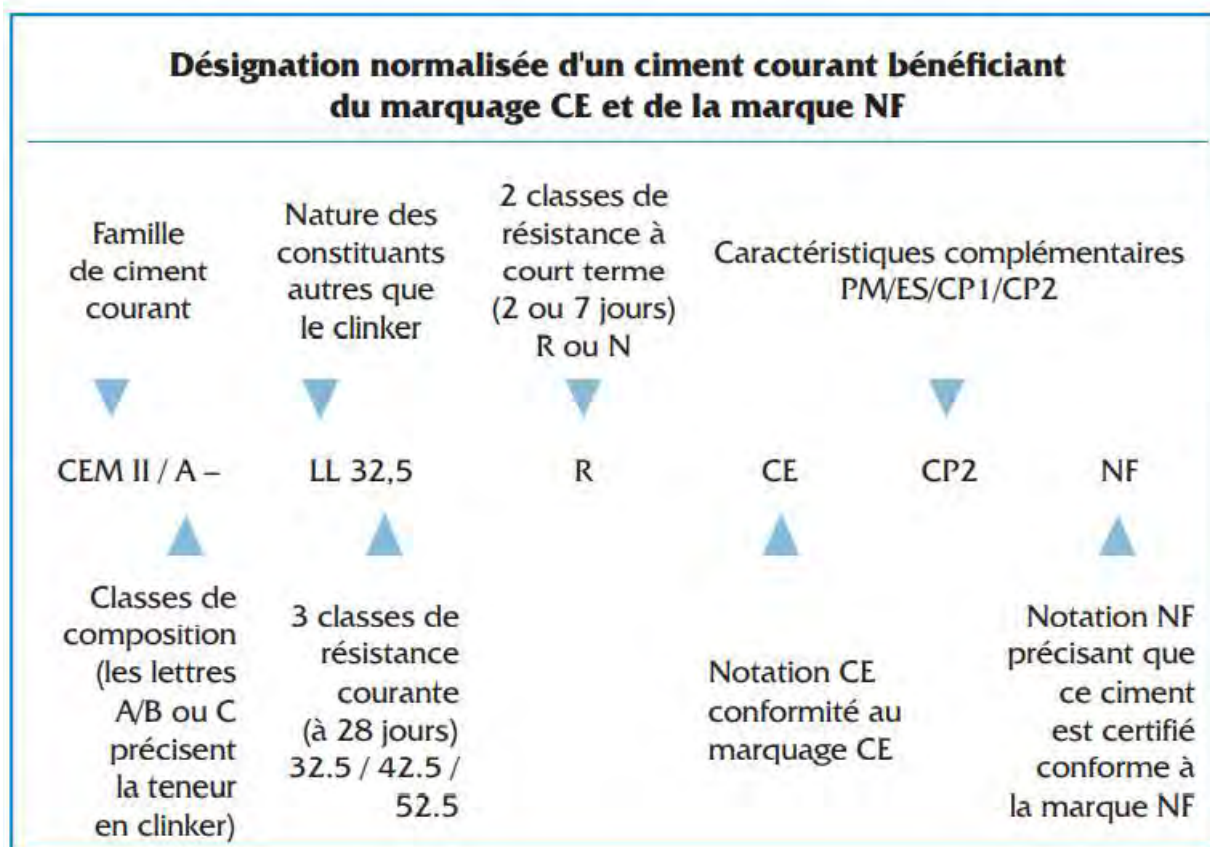 Désignation normalisée d'un ciment courant bénéficiant
du marquage CE et de la marque NF
Famille
de ciment
courant
Nature des
constituants
autres que
le clinker
2 classes de
résistance à
court terme
(2 ou 7 jours)
R ou N
Caractéristiques complémentaires
PM/ES/CP1/CP2
CEM II / A – LL 32,5 R CE CP2 NF
Classes de
composition
(les lettres
A/B ou C
précisent
la teneur
en clinker)
3 classes de
résistance
courante
(à 28 jours)
32.5 / 42.5 /
52.5
Notation CE
conformité au
marquage CE
Notation NF
précisant que
ce ciment
est certifié
conforme à
la marque NF